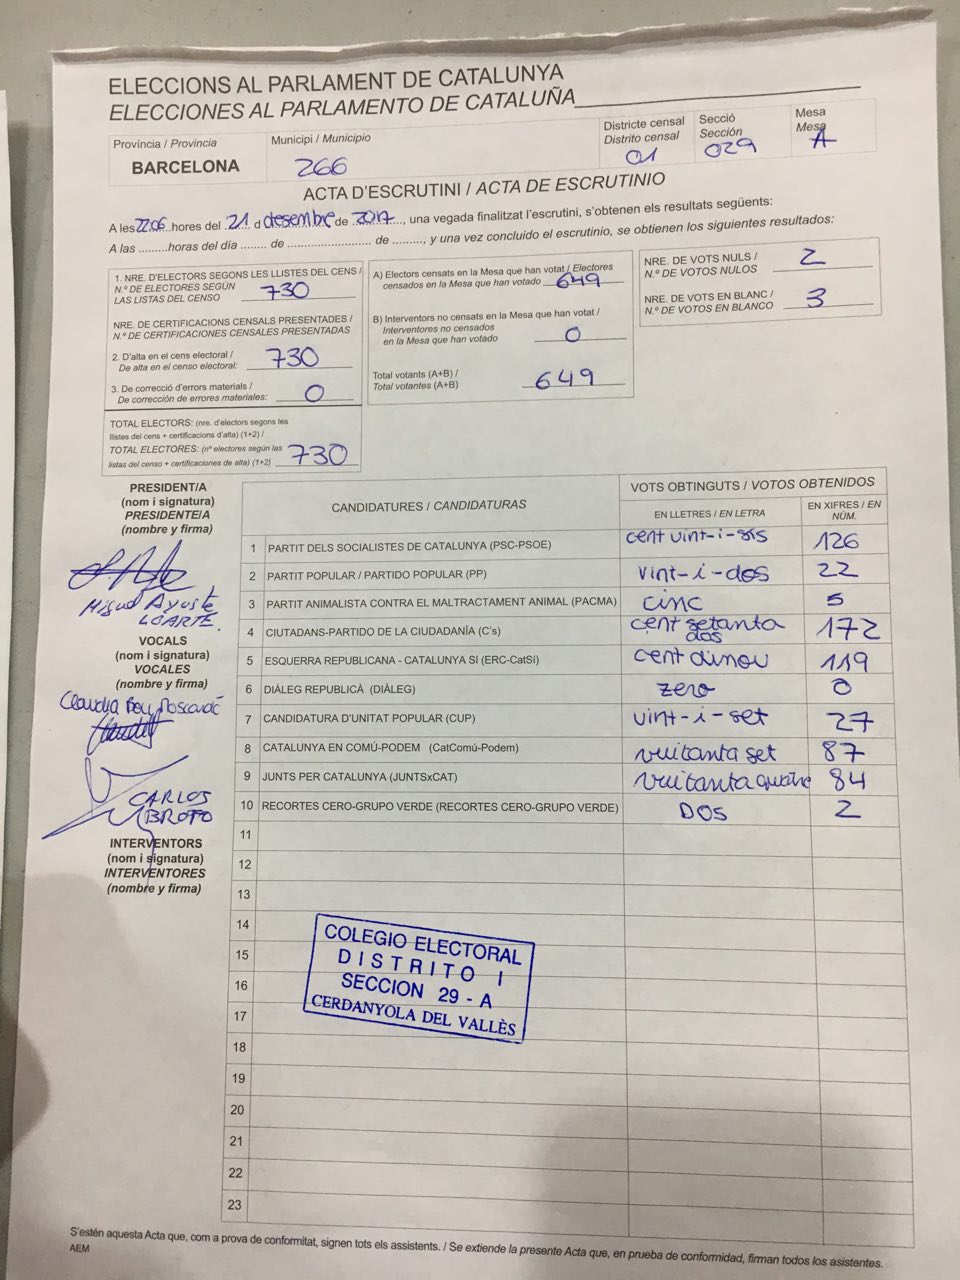 ELECCIONS AL PARLAMENT DE CATALUNYA
ELECCIONES AL PARLAMENTO DE CATALUÑA
Província / Provincia
BARCELONA
Municipi / Municipio
266
Districte censal
Distrito censal
01
Secció
Sección
029
Mesa
Mesa
A
ACTA D'ESCRUTINI / ACTA DE ESCRUTINIO
A les 22:06 hores del 21 d desembre de 2017, una vegada finalitzat l'escrutini, s'obtenen els resultats següents:
A las .........horas del día ........ de ......................... de ........, y una vez concluido el escrutinio, se obtienen los siguientes resultados:
1. NRE. D'ELECTORS SEGONS LES LLISTES DEL CENS /
N.º DE ELECTORES SEGÚN
LAS LISTAS DEL CENSO 730
NRE. DE CERTIFICACIONS CENSALS PRESENTADES /
N.º DE CERTIFICACIONES CENSALES PRESENTADAS
2. D'alta en el cens electoral /
De alta en el censo electoral: 730
3. De correcció d'errors materials /
De corrección de errores materiales: 0
TOTAL ELECTORS: (nre. d'electors segons les
llistes del cens + certificacions d'alta) (1+2) /
TOTAL ELECTORES: (nº electores según las
listas del censo + certificaciones de alta) (1+2) 730
A) Electors censats en la Mesa que han votat / Electores
censados en la Mesa que han votado 649
B) Interventors no censats en la Mesa que han votat /
Interventores no censados
en la Mesa que han votado 0
Total votants (A+B) /
Total votantes (A+B) 649
NRE. DE VOTS NULS /
N.º DE VOTOS NULOS 2
NRE. DE VOTS EN BLANC /
N.º DE VOTOS EN BLANCO 3
PRESIDENT/A
(nom i signatura)
PRESIDENTE/A
(nombre y firma)
Miguel Ayuste
LOARTE
VOCALS
(nom i signatura)
VOCALES
(nombre y firma)
Claudia
CARLOS
BROTO
INTERVENTORS
(nom i signatura)
INTERVENTORES
(nombre y firma)
CANDIDATURES / CANDIDATURAS
VOTS OBTINGUTS / VOTOS OBTENIDOS
EN LLETRES / EN LETRA
EN XIFRES / EN
NÚM.
1 PARTIT DELS SOCIALISTES DE CATALUNYA (PSC-PSOE) cent vint-i-sis 126
2 PARTIT POPULAR / PARTIDO POPULAR (PP) vint-i-dos 22
3 PARTIT ANIMALISTA CONTRA EL MALTRACTAMENT ANIMAL (PACMA) cinc 5
4 CIUTADANS-PARTIDO DE LA CIUDADANÍA (C's) cent setanta dos 172
5 ESQUERRA REPUBLICANA - CATALUNYA SI (ERC-CatSí) cent dinou 119
6 DIÀLEG REPUBLICÀ (DIÀLEG) zero 0
7 CANDIDATURA D'UNITAT POPULAR (CUP) vint-i-set 27
8 CATALUNYA EN COMÚ-PODEM (CatComú-Podem) vuitanta set 87
9 JUNTS PER CATALUNYA (JUNTSxCAT) vuitanta quatre 84
10 RECORTES CERO-GRUPO VERDE (RECORTES CERO-GRUPO VERDE) DOS 2
11
12
13
14
15
16
17
18
19
20
21
22
23
COLEGIO ELECTORAL
DISTRITO I
SECCION 29 - A
CERDANYOLA DEL VALLÈS
S'estén aquesta Acta que, com a prova de conformitat, signen tots els assistents. / Se extiende la presente Acta que, en prueba de conformidad, firman todos los asistentes.
AEM